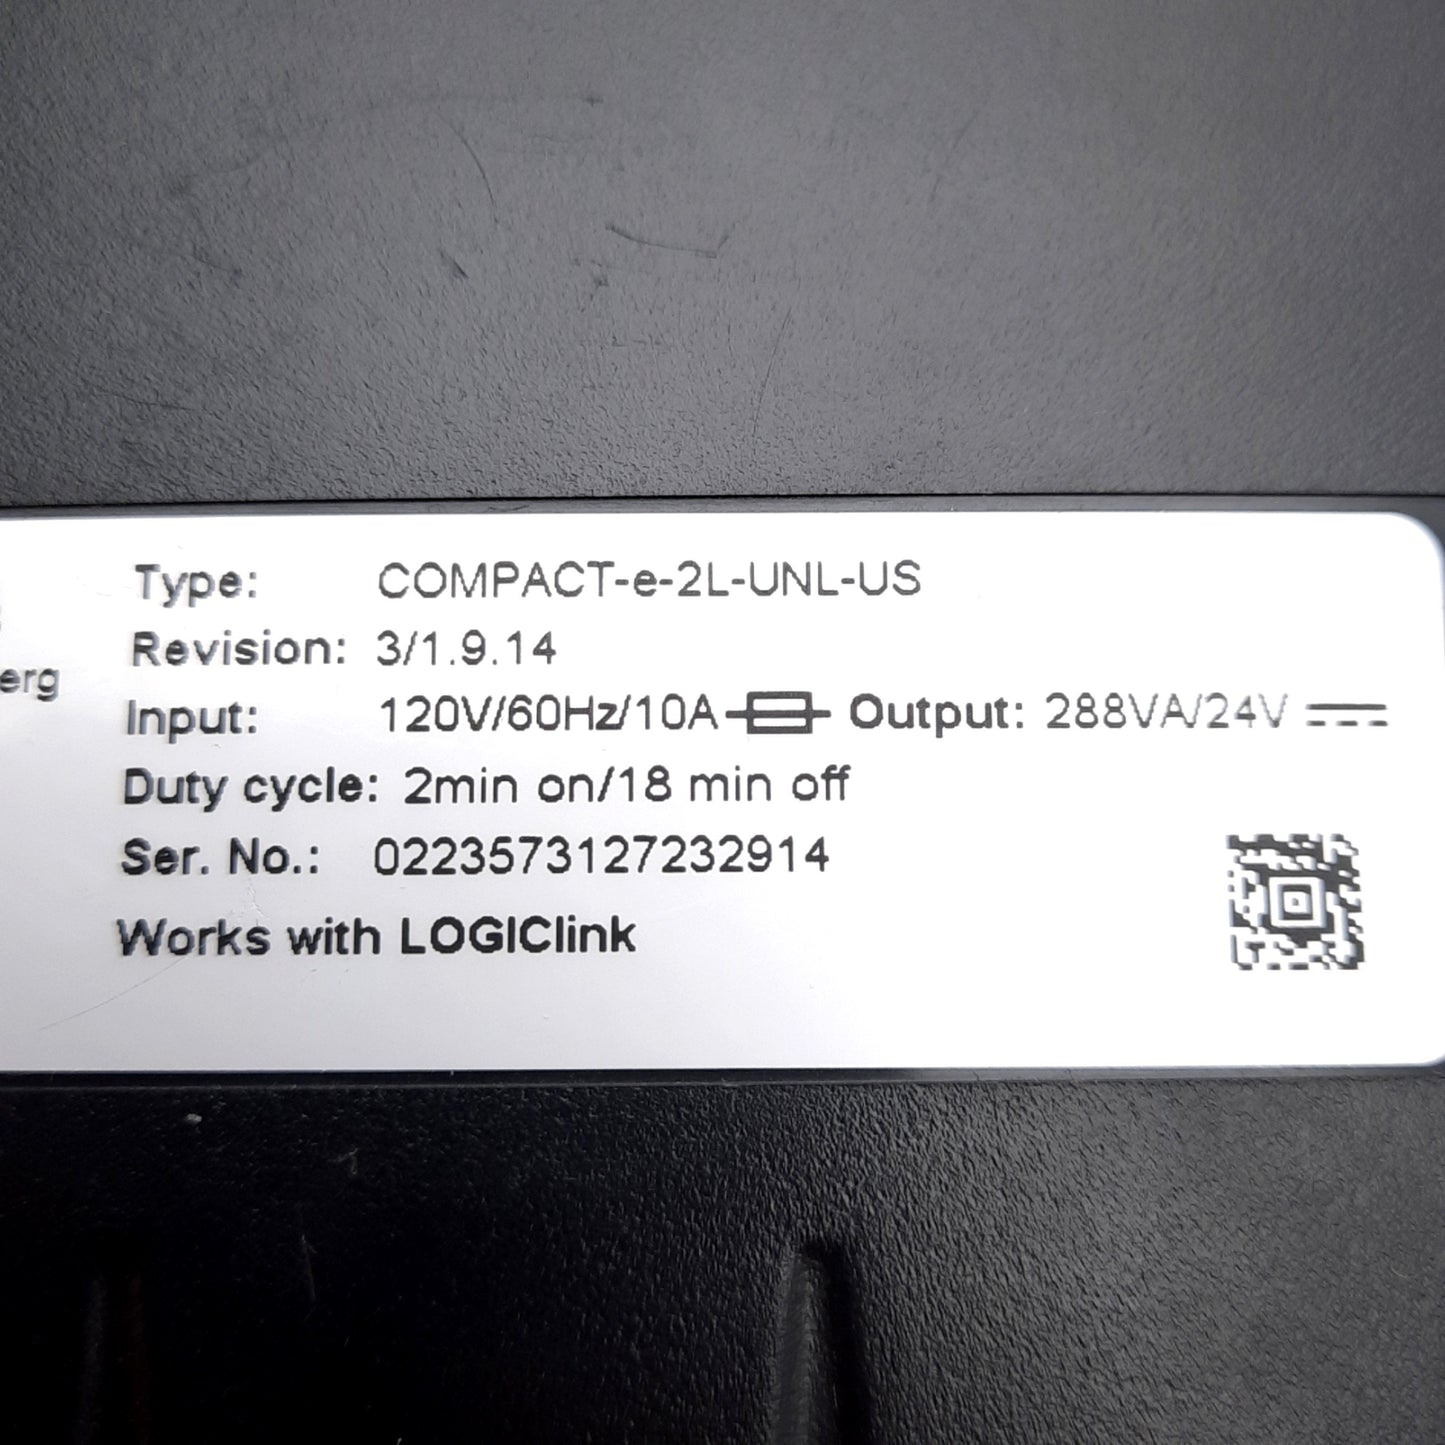 Type: COMPACT-e-2L-UNL-US
Revision: 3/1.9.14
erg
Input: 120V/60Hz/10A Output: 288VA/24V
Duty cycle: 2min on/18 min off
Ser. No.: 0223573127232914
Works with LOGIClink